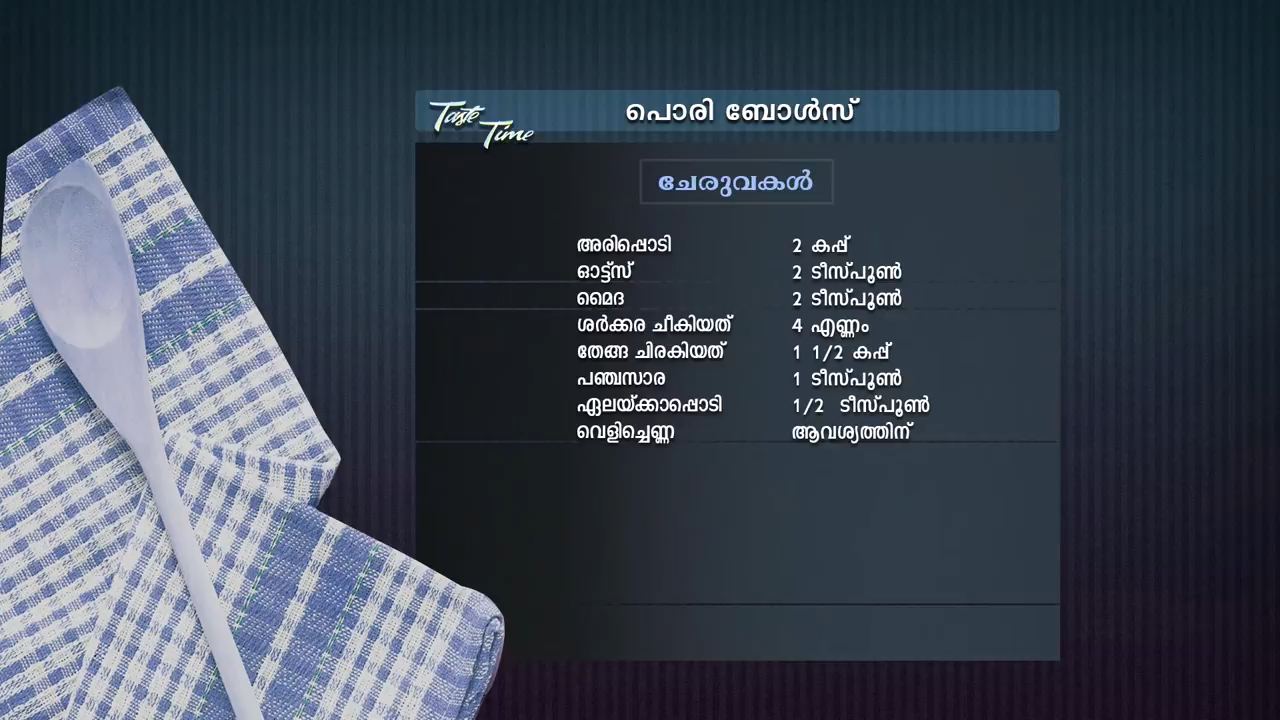 Taste Time
പൊരി ബോൾസ്
ചേരുവകൾ
അരിപ്പൊടി 2 കപ്പ്
ഓട്ട്സ് 2 ടീസ്പൂൺ
മൈദ 2 ടീസ്പൂൺ
ശർക്കര ചീകിയത് 4 എണ്ണം
തേങ്ങ ചിരകിയത് 1 1/2 കപ്പ്
പഞ്ചസാര 1 ടീസ്പൂൺ
ഏലയ്ക്കാപ്പൊടി 1/2 ടീസ്പൂൺ
വെളിച്ചെണ്ണ ആവശ്യത്തിന്